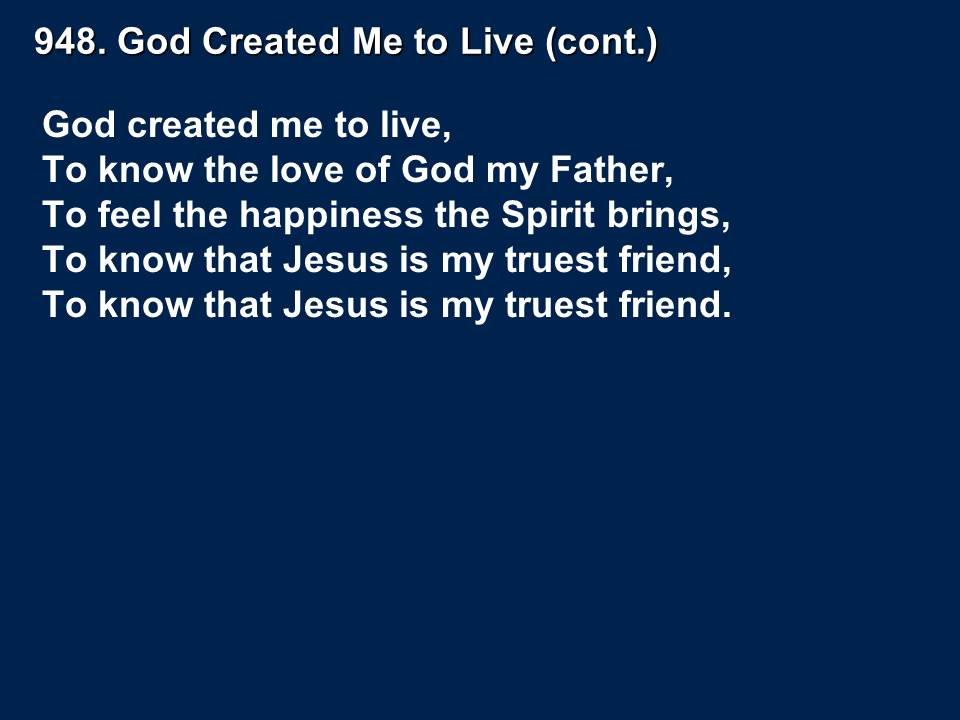 948. God Created Me to Live (cont.)
God created me to live,
To know the love of God my Father,
To feel the happiness the Spirit brings,
To know that Jesus is my truest friend,
To know that Jesus is my truest friend.